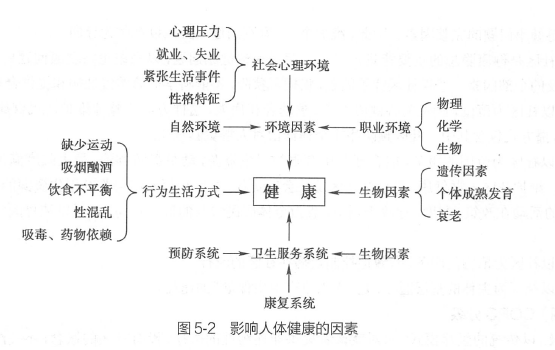 心理压力
就业、失业
紧张生活事件
性格特征
社会心理环境
自然环境
环境因素
职业环境
物理
化学
生物
缺少运动
吸烟酗酒
饮食不平衡
性混乱
吸毒、药物依赖
行为生活方式
健 康
生物因素
遗传因素
个体成熟发育
衰老
预防系统
卫生服务系统
生物因素
康复系统
图5-2 影响人体健康的因素